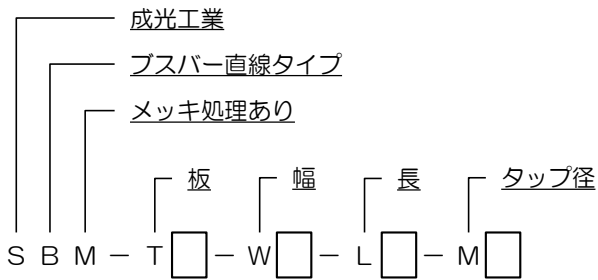 成光工業
ブスバー直線タイプ
メッキ処理あり
板 幅 長 タップ径
S B M － T□ － W□ － L□ － M□